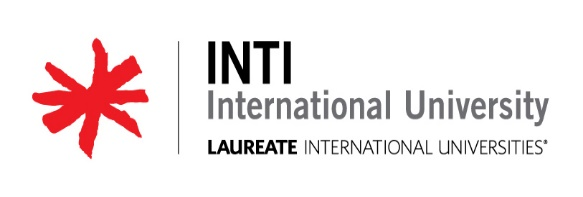 INTI
International University
LAUREATE INTERNATIONAL UNIVERSITIES®